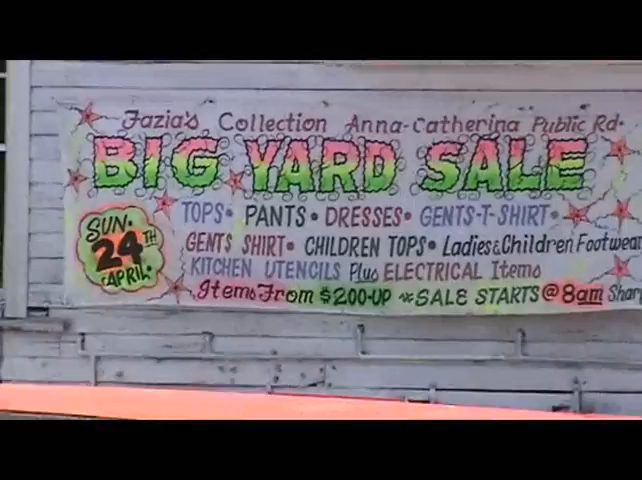 Fazia's Collection Anna-Catherina Public Rd.
BIG YARD SALE
SUN.
24TH
APRIL.
TOPS• PANTS• DRESSES• GENTS-T-SHIRT•
GENTS SHIRT• CHILDREN TOPS• Ladies&Children Footwear
KITCHEN UTENCILS Plus ELECTRICAL Items
Items From $200-UP SALE STARTS @ 8am Shar